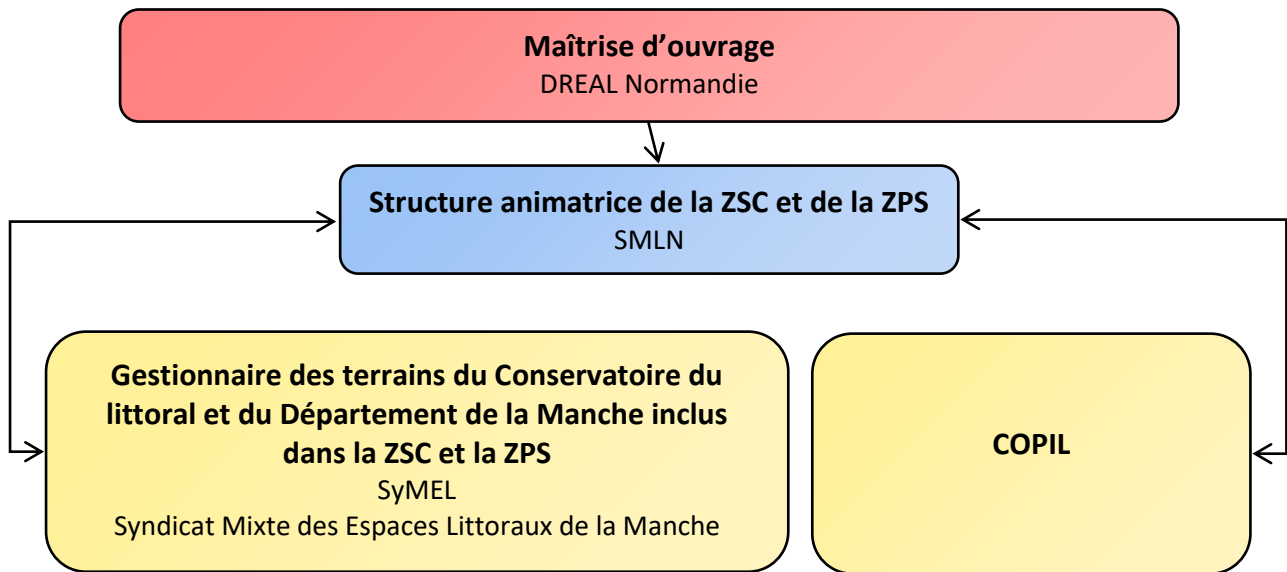 Maîtrise d’ouvrage
DREAL Normandie
Structure animatrice de la ZSC et de la ZPS
SMLN
Gestionnaire des terrains du Conservatoire du
littoral et du Département de la Manche inclus
dans la ZSC et la ZPS
SyMEL
Syndicat Mixte des Espaces Littoraux de la Manche
COPIL